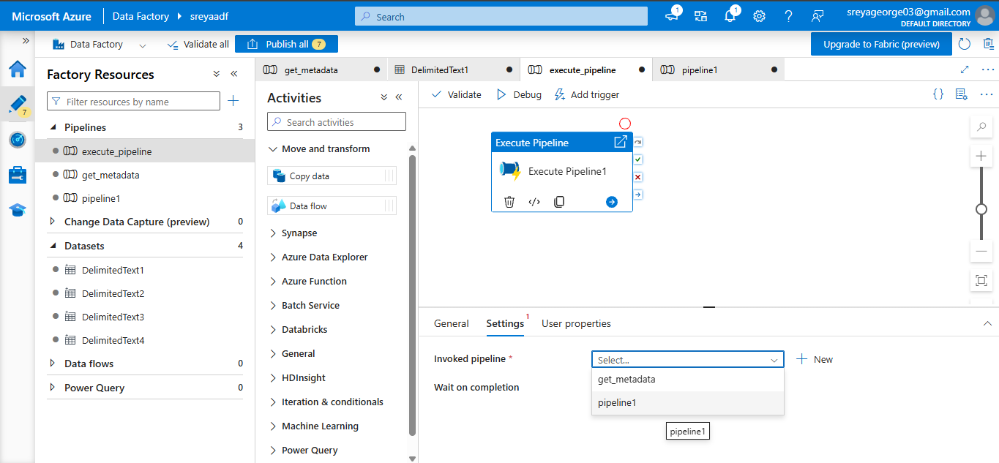 Microsoft Azure
Data Factory
sreyaadf
Search
1
1
sreyageorge03@gmail.com
DEFAULT DIRECTORY
Data Factory
Validate all
Publish all
7
Upgrade to Fabric (preview)
7
Factory Resources
Filter resources by name
Pipelines
3
execute_pipeline
get_metadata
pipeline1
Change Data Capture (preview)
0
Datasets
4
DelimitedText1
DelimitedText2
DelimitedText3
DelimitedText4
Data flows
0
Power Query
0
get_metadata
DelimitedText1
execute_pipeline
pipeline1
Activities
Search activities
Move and transform
Copy data
Data flow
Synapse
Azure Data Explorer
Azure Function
Batch Service
Databricks
General
HDInsight
Iteration & conditionals
Machine Learning
Power Query
Validate
Debug
Add trigger
Execute Pipeline
Execute Pipeline1
General
Settings
1
User properties
Invoked pipeline *
Select...
New
Wait on completion
get_metadata
pipeline1
pipeline1